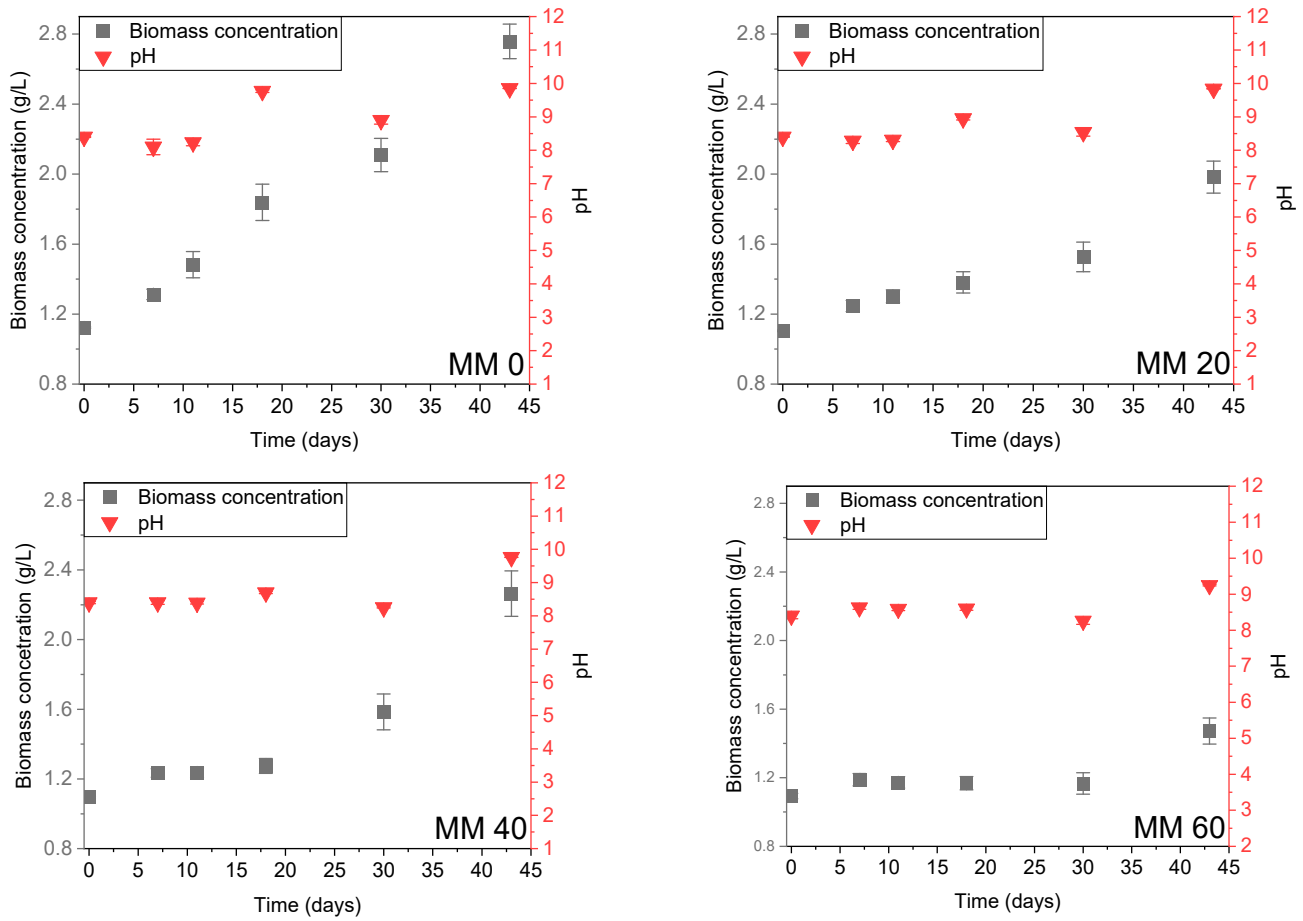 Biomass concentration
pH
Biomass concentration (g/L)
2.8
2.4
2.0
1.6
1.2
0.8
12
11
10
9
8
7
6
5
4
3
2
1
pH
MM 0
0 5 10 15 20 25 30 35 40 45
Time (days)
Biomass concentration
pH
Biomass concentration (g/L)
2.8
2.4
2.0
1.6
1.2
0.8
12
11
10
9
8
7
6
5
4
3
2
1
pH
MM 20
0 5 10 15 20 25 30 35 40 45
Time (days)
Biomass concentration
pH
Biomass concetration (g/L)
2.8
2.4
2.0
1.6
1.2
0.8
12
11
10
9
8
7
6
5
4
3
2
1
pH
MM 40
0 5 10 15 20 25 30 35 40 45
Time (days)
Biomass concentration
pH
Biomass concentration (g/L)
2.8
2.4
2.0
1.6
1.2
0.8
12
11
10
9
8
7
6
5
4
3
2
pH
MM 60
0 5 10 15 20 25 30 35 40 45
Time (days)